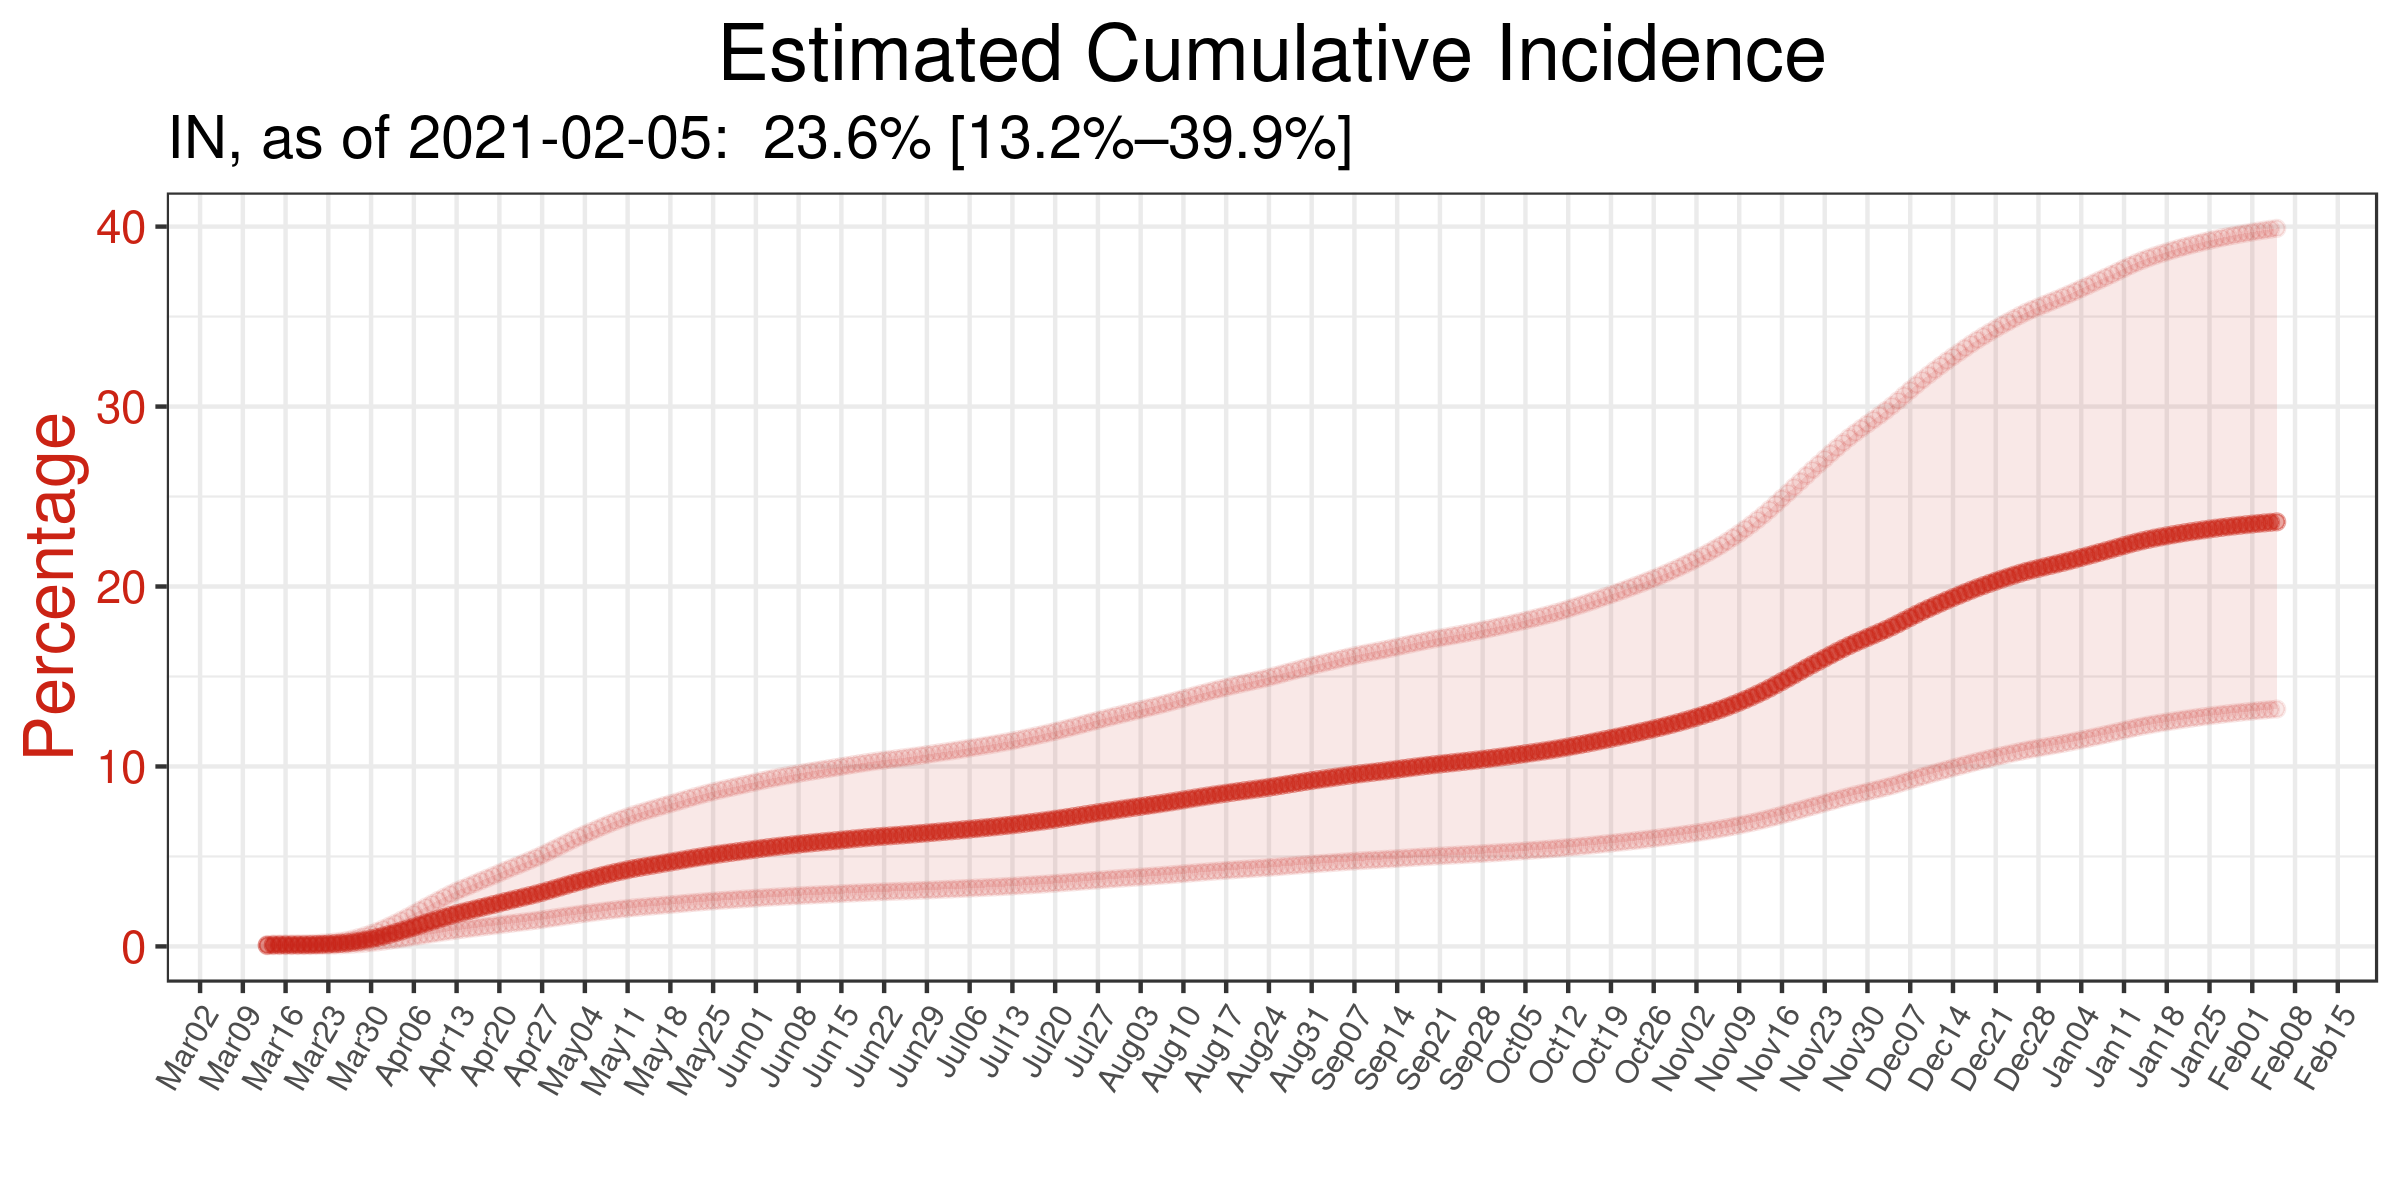 Estimated Cumulative Incidence
IN, as of 2021-02-05:  23.6% [13.2%–39.9%]
Percentage
40
30
20
10
0
Mar02
Mar09
Mar16
Mar23
Mar30
Apr06
Apr13
Apr20
Apr27
May04
May11
May18
May25
Jun01
Jun08
Jun15
Jun22
Jun29
Jul06
Jul13
Jul20
Jul27
Aug03
Aug10
Aug17
Aug24
Aug31
Sep07
Sep14
Sep21
Sep28
Oct05
Oct12
Oct19
Oct26
Nov02
Nov09
Nov16
Nov23
Nov30
Dec07
Dec14
Dec21
Dec28
Jan04
Jan11
Jan18
Jan25
Feb01
Feb08
Feb15